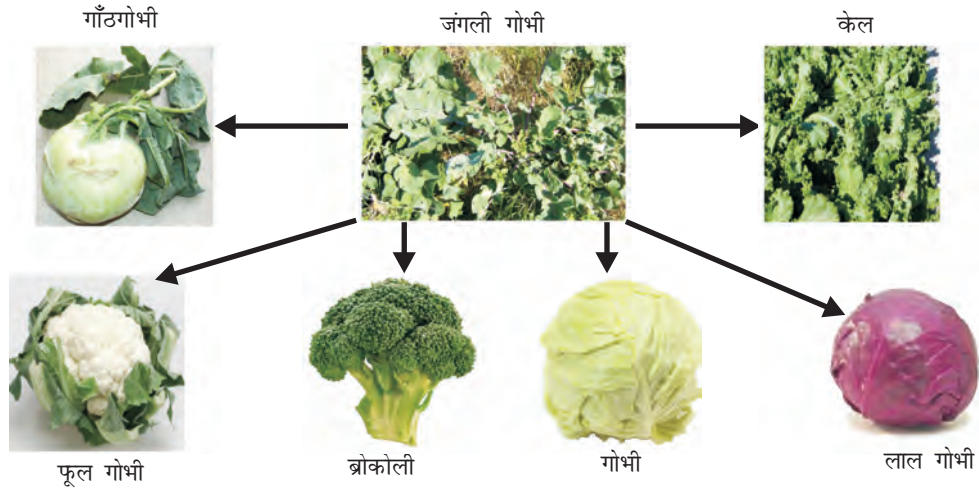 गाँठगोभी
जंगली गोभी
केल
फूल गोभी
ब्रोकोली
गोभी
लाल गोभी